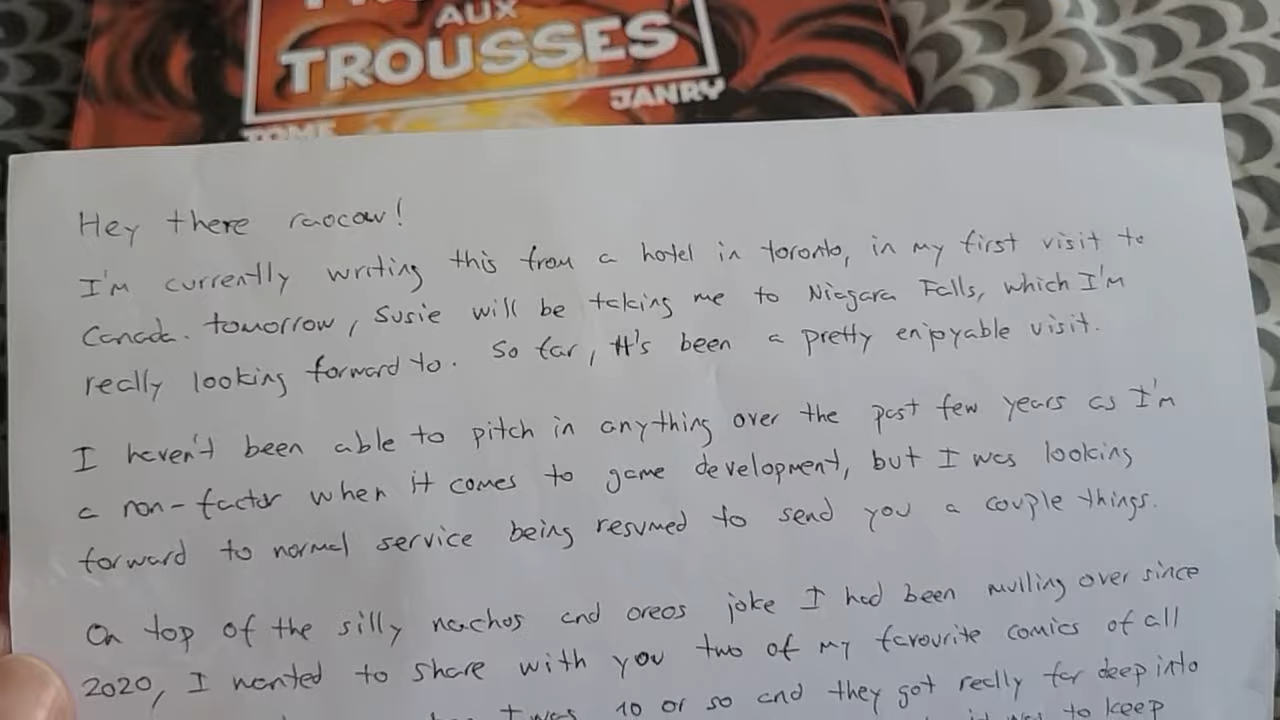 AUX
TROUSSES
JANRY
TOME
Hey there raocow!
I'm currently writing this from a hotel in toronto, in my first visit to
Canada. tomorrow, Susie will be taking me to Niagara Falls, which I'm
really looking forward to. So far, it's been a pretty enjoyable visit.
I haven't been able to pitch in anything over the past few years as I'm
a non-factor when it comes to game development, but I was looking
forward to normal service being resumed to send you a couple things.
On top of the silly nachos and oreos joke I had been mulling over since
2020, I wanted to share with you two of my favourite comics of all
I was 10 or so and they got really far deep into
it was to keep